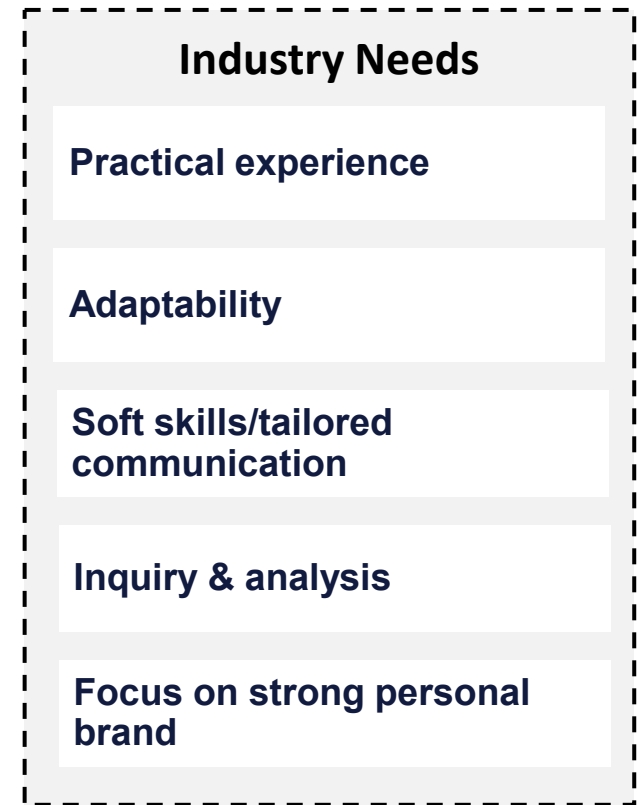 Industry Needs
Practical experience
Adaptability
Soft skills/tailored
communication
Inquiry & analysis
Focus on strong personal
brand